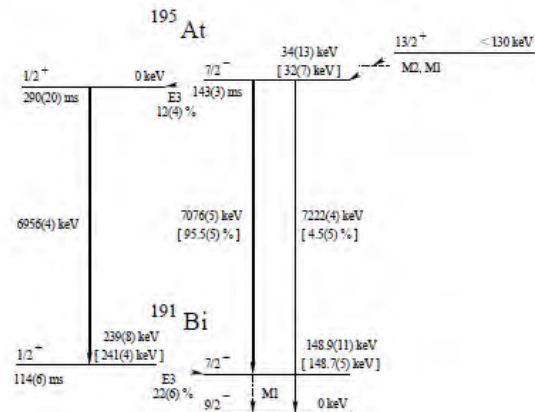 195At
34(13) keV
13/2+
<130 keV
1/2+
0 keV
7/2−
[ 32(7) keV ]
M2, M1
290(20) ms
E3
143(3) ms
12(4) %
6956(4) keV
7076(5) keV
[ 95.5(5) % ]
7222(4) keV
[ 4.5(5) % ]
191Bi
239(8) keV
148.9(11) keV
1/2+
[ 241(4) keV ]
7/2−
[ 148.7(5) keV ]
114(6) ms
E3
22(6) %
M1
9/2−
0 keV